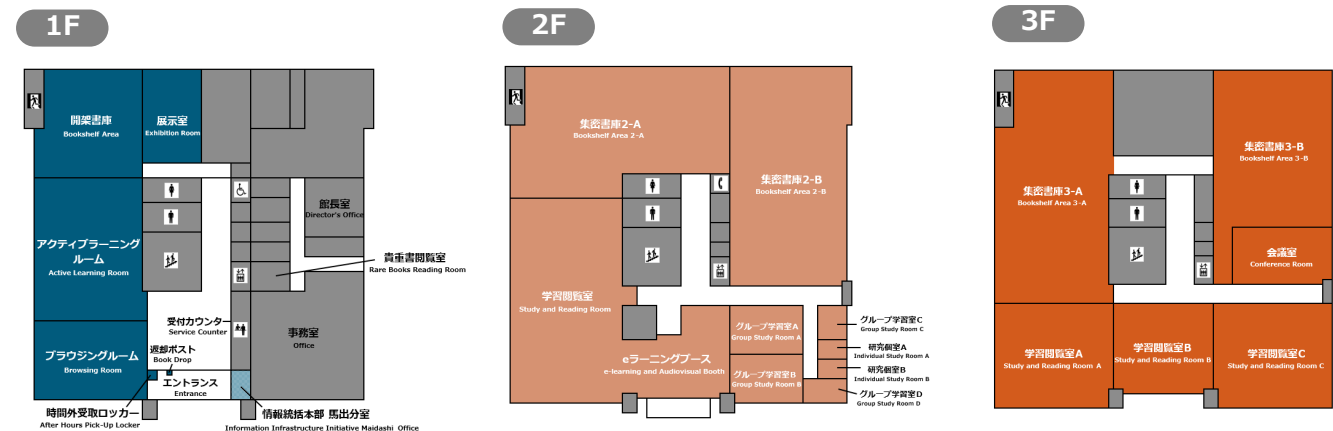 1F
開架書庫
Bookshelf Area
展示室
Exhibition Room
館長室
Director's Office
アクティブラーニング
ルーム
Active Learning Room
貴重書閲覧室
Rare Books Reading Room
受付カウンター
Service Counter
事務室
Office
返却ポスト
Book Drop
ブラウジングルーム
Browsing Room
エントランス
Entrance
時間外受取ロッカー
After Hours Pick-Up Locker
情報統括本部 馬出分室
Information Infrastructure Initiative Maidashi Office
2F
集密書庫2-A
Bookshelf Area 2-A
集密書庫2-B
Bookshelf Area 2-B
学習閲覧室
Study and Reading Room
eラーニングブース
e-learning and Audiovisual Booth
グループ学習室A
Group Study Room A
グループ学習室B
Group Study Room B
グループ学習室C
Group Study Room C
研究個室A
Individual Study Room A
研究個室B
Individual Study Room B
グループ学習室D
Group Study Room D
3F
集密書庫3-A
Bookshelf Area 3-A
集密書庫3-B
Bookshelf Area 3-B
会議室
Conference Room
学習閲覧室A
Study and Reading Room A
学習閲覧室B
Study and Reading Room B
学習閲覧室C
Study and Reading Room C